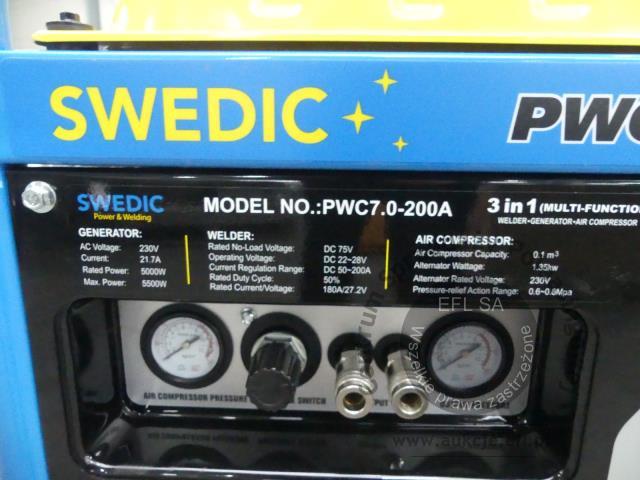 SWEDIC
PWC
SWEDIC
Power & Welding
MODEL NO.:PWC7.0-200A
3 in 1 (MULTI-FUNCTION
WELDER-GENERATOR-AIR COMPRESSOR
GENERATOR:
AC Voltage: 230V
Current: 21.7A
Rated Power: 5000W
Max. Power: 5500W
WELDER:
Rated No-Load Voltage: DC 75V
Operating Voltage: DC 22~28V
Current Regulation Range: DC 50~200A
Rated Duty Cycle: 50%
Rated Current/Voltage: 180A/27.2V
AIR COMPRESSOR:
Air Compressor Capacity: 0.1 m³
Alternator Wattage: 1.35kw
Alternator Rated Voltage: 230V
Pressure-relief Action Range: 0.6~0.8Mpa
EFL SA
Wszelkie prawa zastrzeżone
AIR COMPRESSOR PRESSURE SWITCH